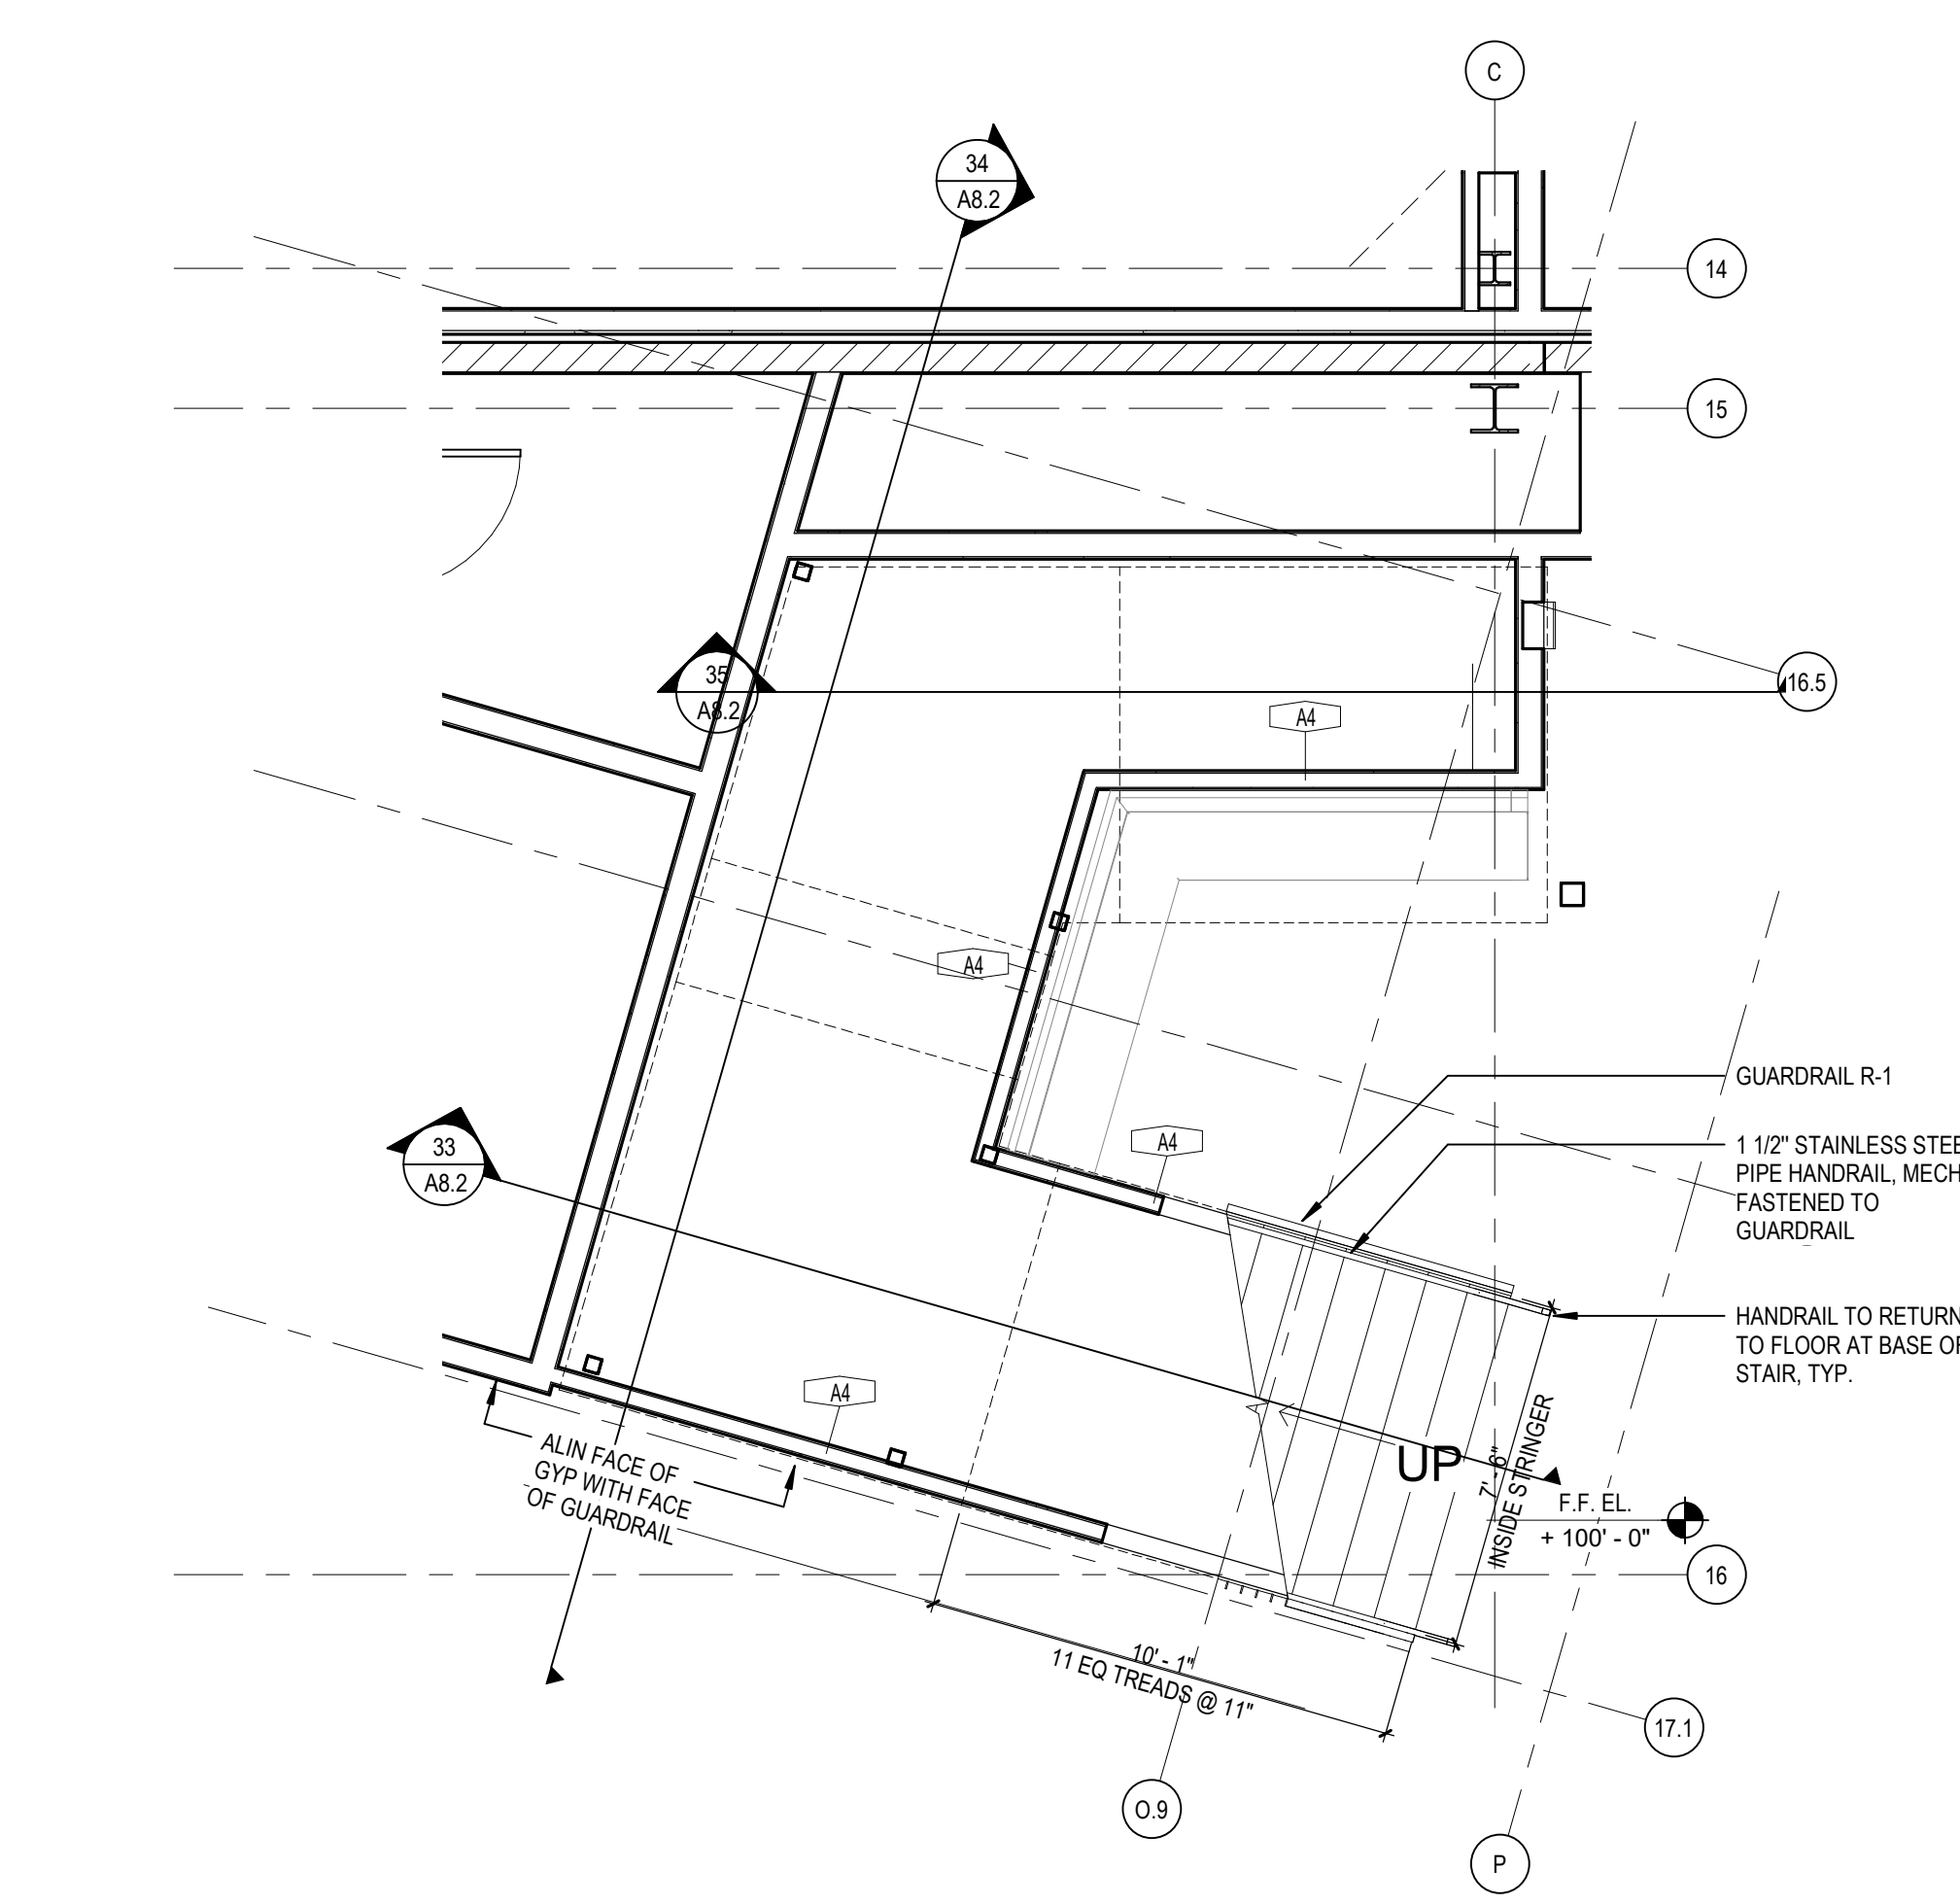 C
34
A8.2
14
15
35
A8.2
16.5
A4
A4
GUARDRAIL R-1
33
A8.2
A4
1 1/2" STAINLESS STEE
PIPE HANDRAIL, MECH
FASTENED TO
GUARDRAIL
HANDRAIL TO RETURN
TO FLOOR AT BASE OF
STAIR, TYP.
A4
ALIN FACE OF
GYP WITH FACE
OF GUARDRAIL
UP
7' - 6"
INSIDE STRINGER
F.F. EL.
+ 100' - 0"
16
10' - 1"
11 EQ TREADS @ 11"
17.1
O.9
P